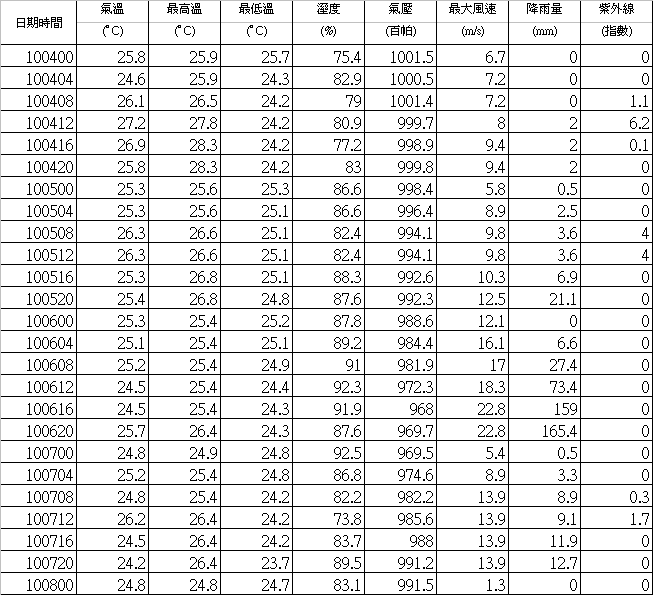 日期時間 氣溫 最高溫 最低溫 溼度 氣壓 最大風速 降雨量 紫外線
(°C) (°C) (°C) (%) (百帕) (m/s) (mm) (指數)
100400 25.8 25.9 25.7 75.4 1001.5 6.7 0 0
100404 24.6 25.9 24.3 82.9 1000.5 7.2 0 0
100408 26.1 26.5 24.2 79 1001.4 7.2 0 1.1
100412 27.2 27.8 24.2 80.9 999.7 8 2 6.2
100416 26.9 28.3 24.2 77.2 998.9 9.4 2 0.1
100420 25.8 28.3 24.2 83 999.8 9.4 2 0
100500 25.3 25.6 25.3 86.6 998.4 5.8 0.5 0
100504 25.3 25.6 25.1 86.6 996.4 8.9 2.5 0
100508 26.3 26.6 25.1 82.4 994.1 9.8 3.6 4
100512 26.3 26.6 25.1 82.4 994.1 9.8 3.6 4
100516 25.3 26.8 25.1 88.3 992.6 10.3 6.9 0
100520 25.4 26.8 24.8 87.6 992.3 12.5 21.1 0
100600 25.3 25.4 25.2 87.8 988.6 12.1 0 0
100604 25.1 25.4 25.1 89.2 984.4 16.1 6.6 0
100608 25.2 25.4 24.9 91 981.9 17 27.4 0
100612 24.5 25.4 24.4 92.3 972.3 18.3 73.4 0
100616 24.5 25.4 24.3 91.9 968 22.8 159 0
100620 25.7 26.4 24.3 87.6 969.7 22.8 165.4 0
100700 24.8 24.9 24.8 92.5 969.5 5.4 0.5 0
100704 25.2 25.4 24.8 86.8 974.6 8.9 3.3 0
100708 24.8 25.4 24.2 82.2 982.2 13.9 8.9 0.3
100712 26.2 26.4 24.2 73.8 985.6 13.9 9.1 1.7
100716 24.5 26.4 24.2 83.7 988 13.9 11.9 0
100720 24.2 26.4 23.7 89.5 991.2 13.9 12.7 0
100800 24.8 24.8 24.7 83.1 991.5 1.3 0 0